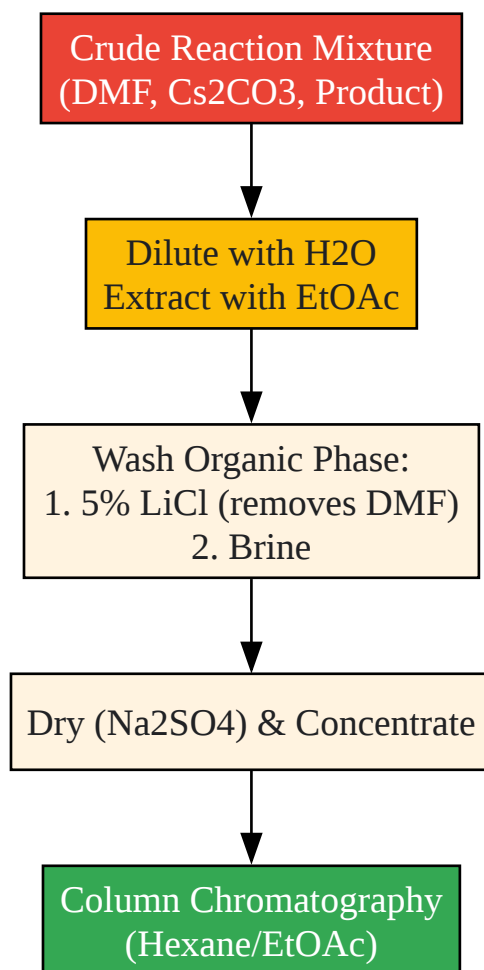 Crude Reaction Mixture
(DMF, Cs2CO3, Product)
Dilute with H2O
Extract with EtOAc
Wash Organic Phase:
1. 5% LiCl (removes DMF)
2. Brine
Dry (Na2SO4) & Concentrate
Column Chromatography
(Hexane/EtOAc)